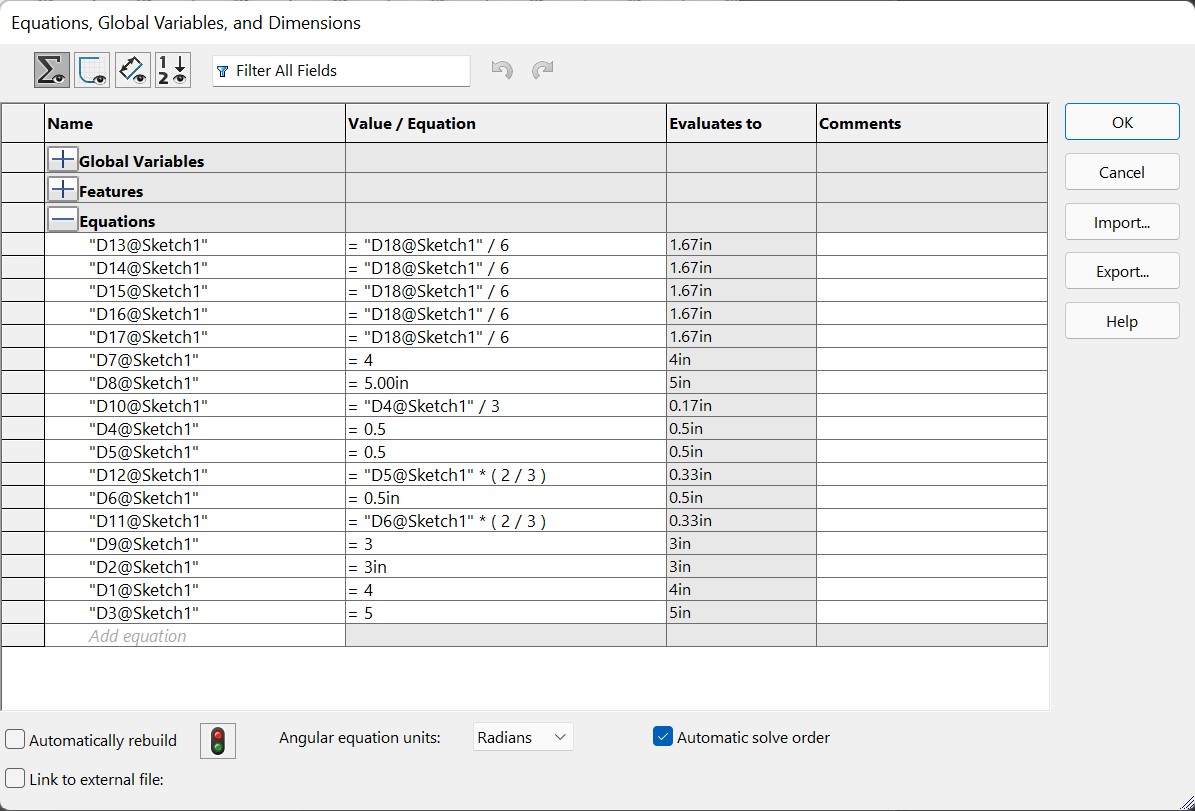 Equations, Global Variables, and Dimensions
Filter All Fields
Name Value / Equation Evaluates to Comments
Global Variables
Features
Equations
"D13@Sketch1" = "D18@Sketch1" / 6 1.67in
"D14@Sketch1" = "D18@Sketch1" / 6 1.67in
"D15@Sketch1" = "D18@Sketch1" / 6 1.67in
"D16@Sketch1" = "D18@Sketch1" / 6 1.67in
"D17@Sketch1" = "D18@Sketch1" / 6 1.67in
"D7@Sketch1" = 4 4in
"D8@Sketch1" = 5.00in 5in
"D10@Sketch1" = "D4@Sketch1" / 3 0.17in
"D4@Sketch1" = 0.5 0.5in
"D5@Sketch1" = 0.5 0.5in
"D12@Sketch1" = "D5@Sketch1" * ( 2 / 3 ) 0.33in
"D6@Sketch1" = 0.5in 0.5in
"D11@Sketch1" = "D6@Sketch1" * ( 2 / 3 ) 0.33in
"D9@Sketch1" = 3 3in
"D2@Sketch1" = 3in 3in
"D1@Sketch1" = 4 4in
"D3@Sketch1" = 5 5in
Add equation
OK
Cancel
Import...
Export...
Help
Automatically rebuild Angular equation units: Radians Automatic solve order
Link to external file: